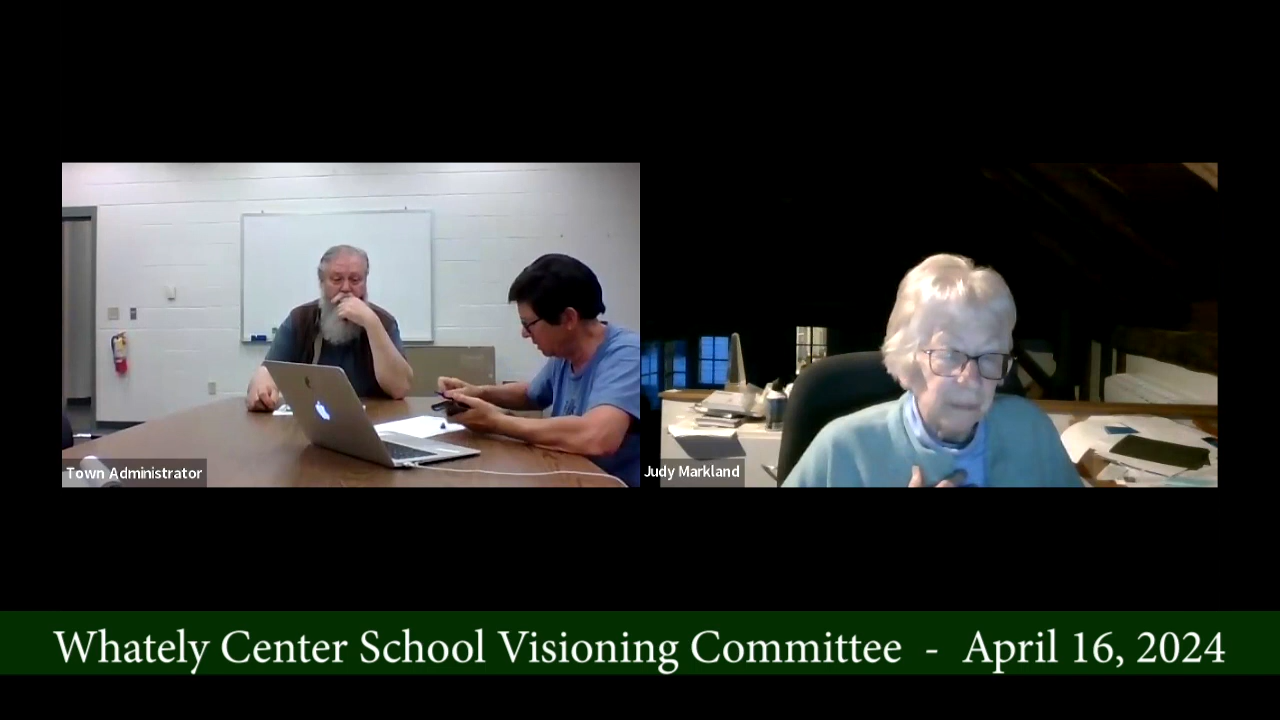 Town Administrator
Judy Markland
Whately Center School Visioning Committee - April 16, 2024